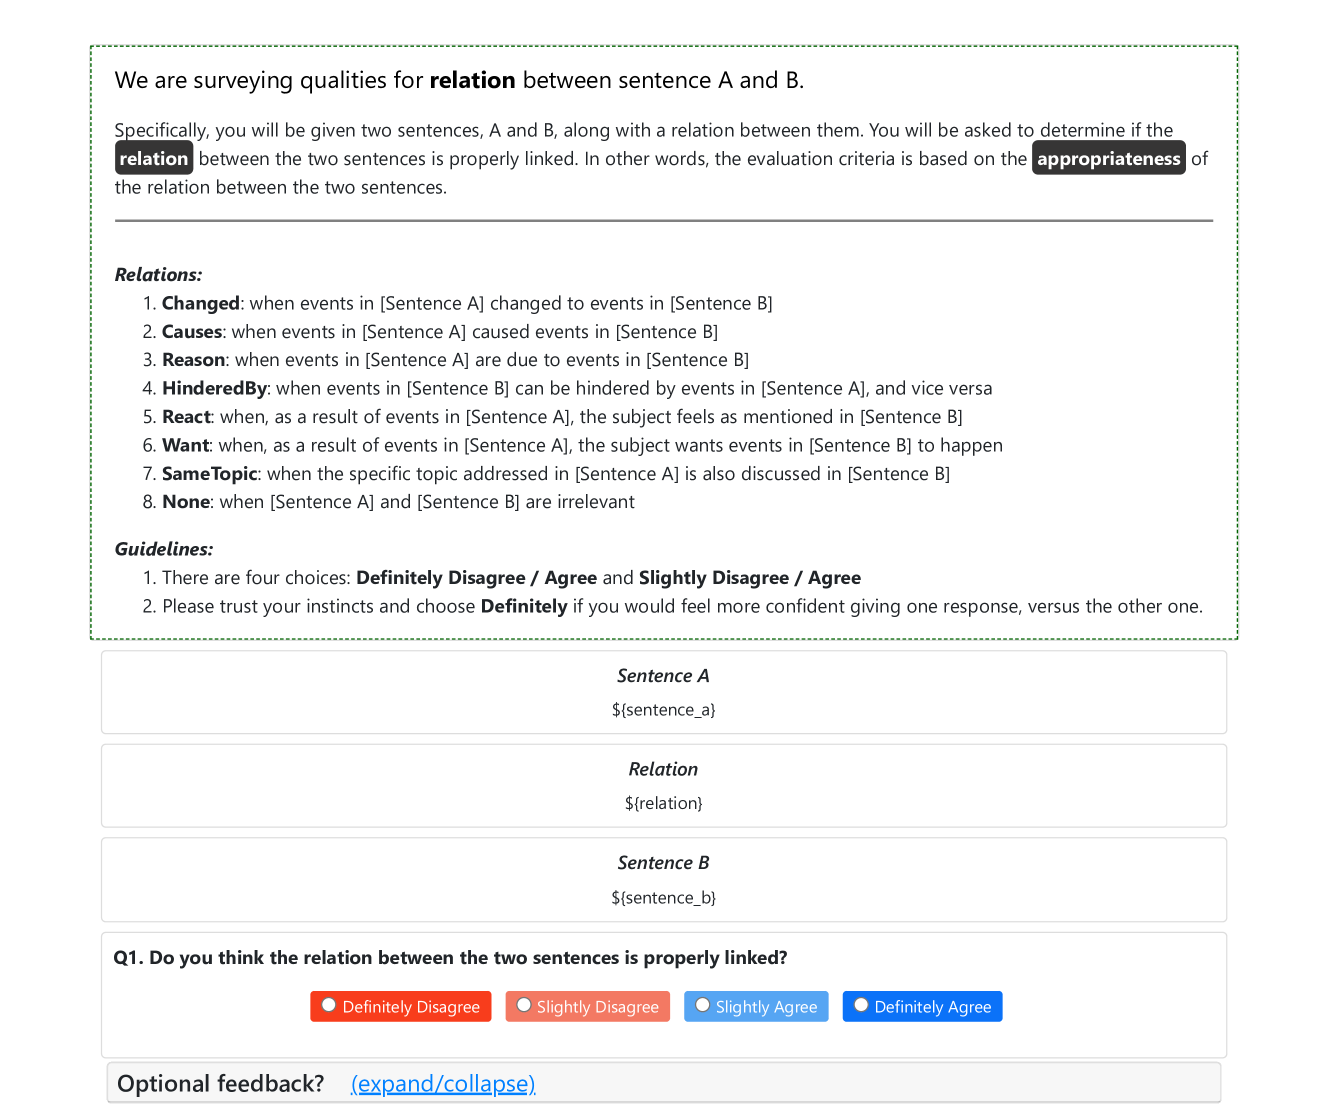 We are surveying qualities for relation between sentence A and B.
Specifically, you will be given two sentences, A and B, along with a relation between them. You will be asked to determine if the
relation between the two sentences is properly linked. In other words, the evaluation criteria is based on the appropriateness of
the relation between the two sentences.
Relations:
1. Changed: when events in [Sentence A] changed to events in [Sentence B]
2. Causes: when events in [Sentence A] caused events in [Sentence B]
3. Reason: when events in [Sentence A] are due to events in [Sentence B]
4. HinderedBy: when events in [Sentence B] can be hindered by events in [Sentence A], and vice versa
5. React: when, as a result of events in [Sentence A], the subject feels as mentioned in [Sentence B]
6. Want: when, as a result of events in [Sentence A], the subject wants events in [Sentence B] to happen
7. SameTopic: when the specific topic addressed in [Sentence A] is also discussed in [Sentence B]
8. None: when [Sentence A] and [Sentence B] are irrelevant
Guidelines:
1. There are four choices: Definitely Disagree / Agree and Slightly Disagree / Agree
2. Please trust your instincts and choose Definitely if you would feel more confident giving one response, versus the other one.
Sentence A
${sentence_a}
Relation
${relation}
Sentence B
${sentence_b}
Q1. Do you think the relation between the two sentences is properly linked?
Definitely Disagree Slightly Disagree Slightly Agree Definitely Agree
Optional feedback? (expand/collapse)